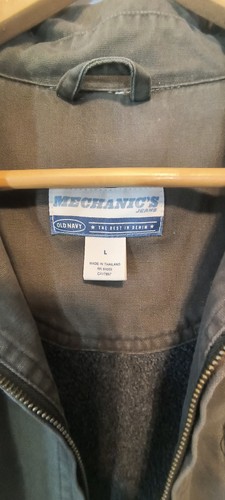 MECHANIC'S
JEANS
OLD NAVY ★ THE BEST IN DENIM ★
L
MADE IN THAILAND